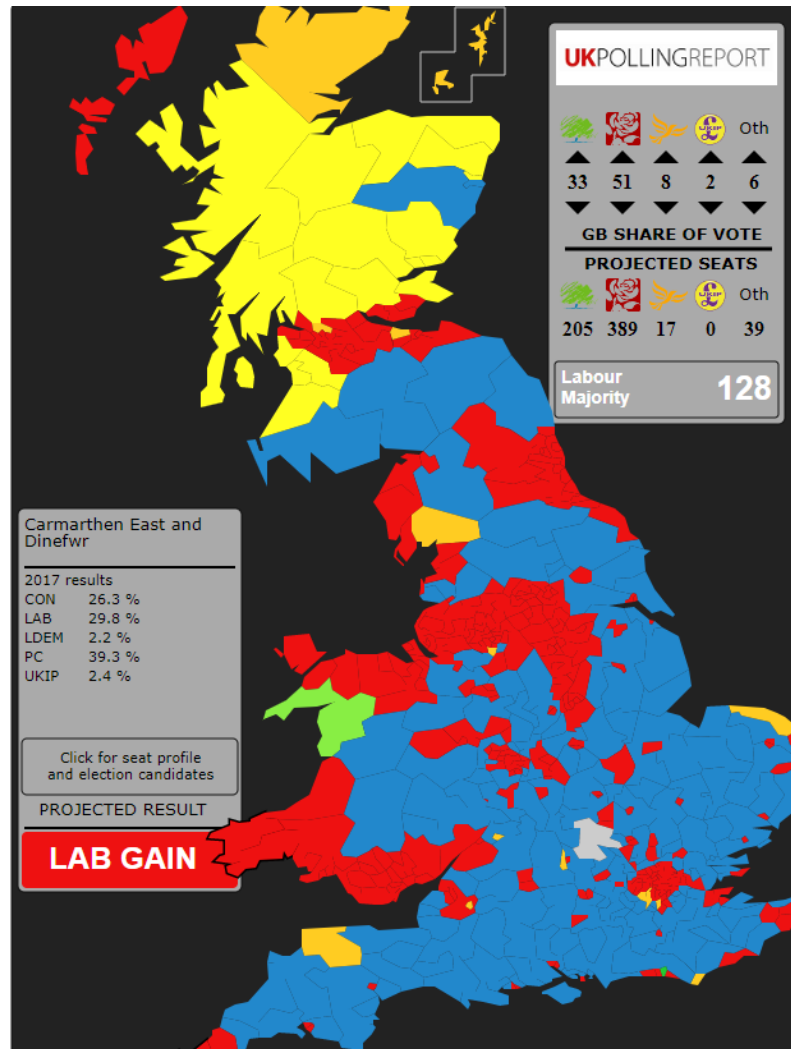 UKPOLLINGREPORT
UKIP
£
Oth
33 51 8 2 6
GB SHARE OF VOTE
PROJECTED SEATS
UKIP
£
Oth
205 389 17 0 39
Labour
Majority
128
Carmarthen East and
Dinefwr
2017 results
CON 26.3 %
LAB 29.8 %
LDEM 2.2 %
PC 39.3 %
UKIP 2.4 %
Click for seat profile
and election candidates
PROJECTED RESULT
LAB GAIN